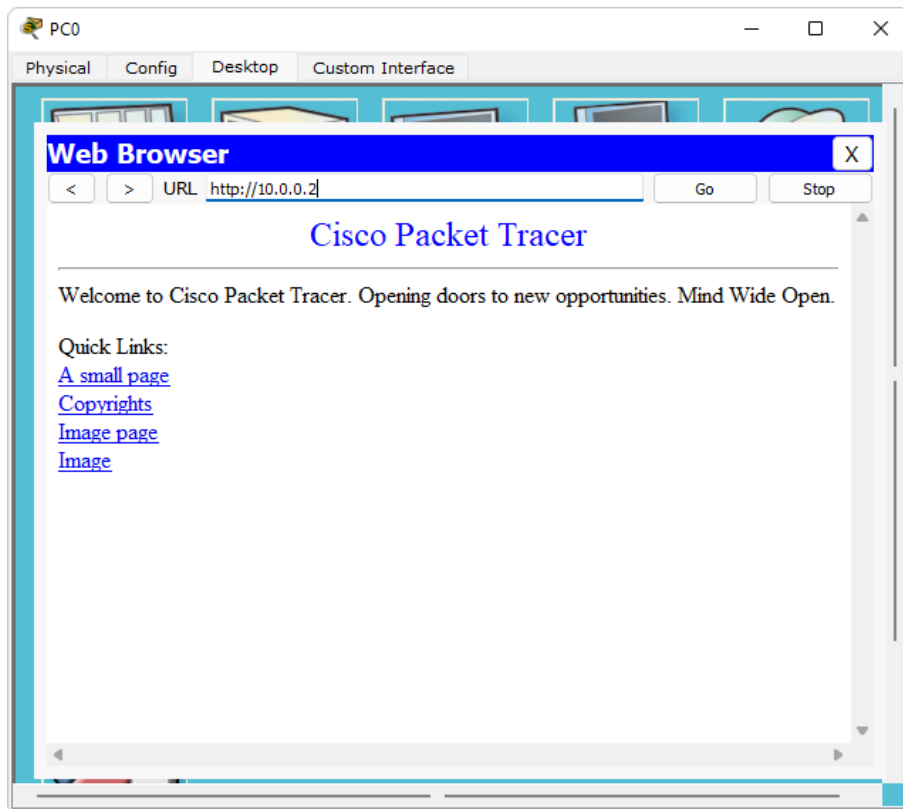 PC0
Physical Config Desktop Custom Interface
Web Browser X
< > URL http://10.0.0.2 Go Stop
Cisco Packet Tracer
Welcome to Cisco Packet Tracer. Opening doors to new opportunities. Mind Wide Open.
Quick Links:
A small page
Copyrights
Image page
Image